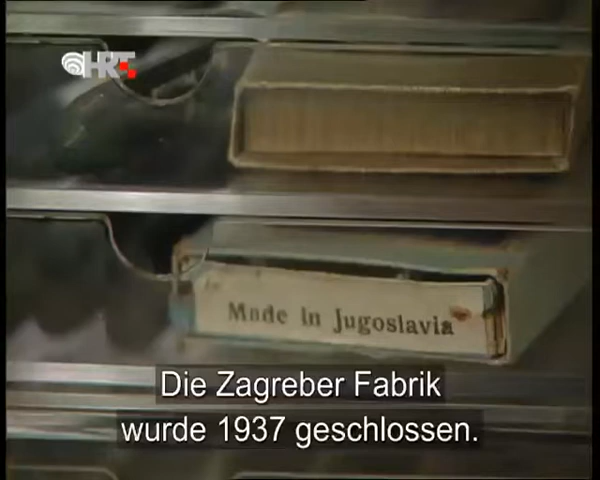 HRT
Made in Jugoslavia
Die Zagreber Fabrik
wurde 1937 geschlossen.